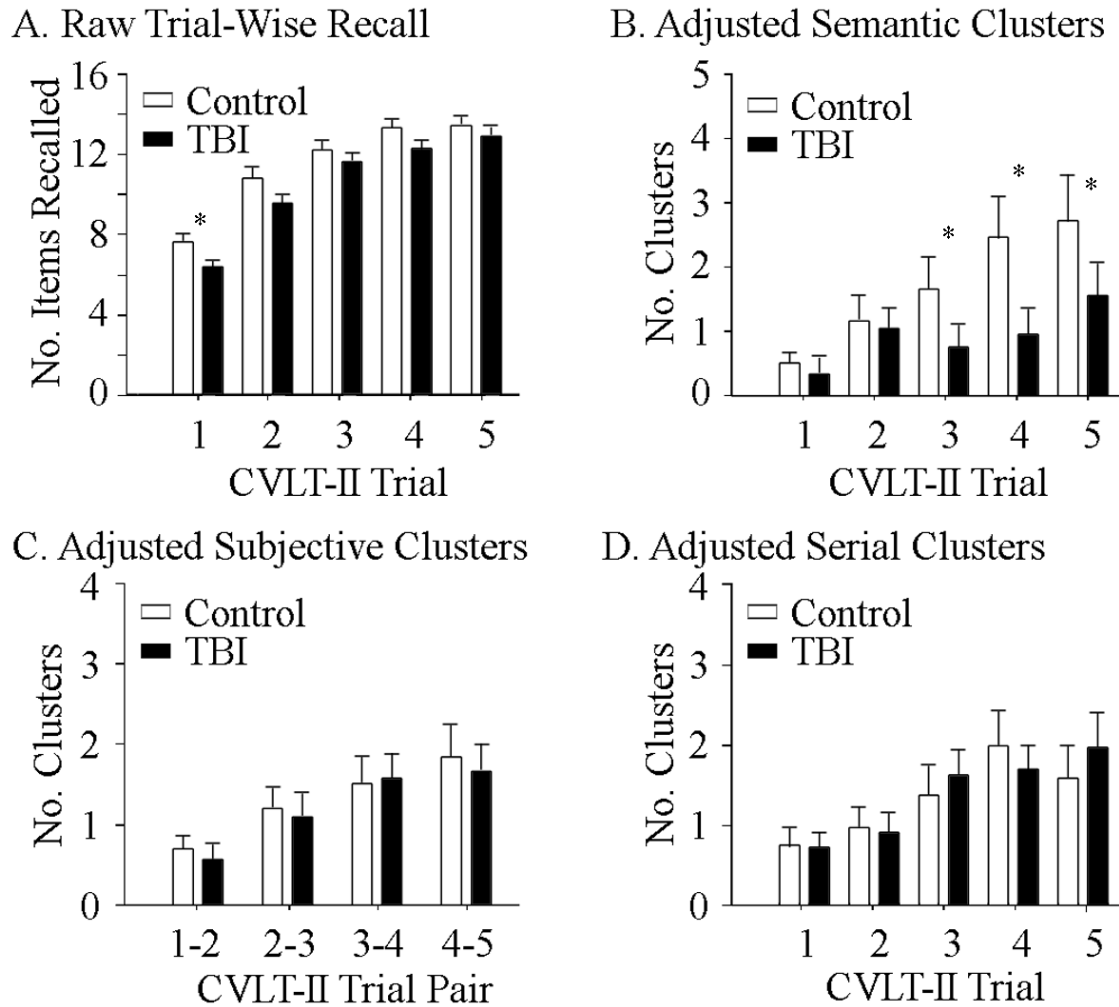 A. Raw Trial-Wise Recall
16
12
8
4
0
No. Items Recalled
Control
TBI
*
1 2 3 4 5
CVLT-II Trial
B. Adjusted Semantic Clusters
5
4
3
2
1
0
No. Clusters
Control
TBI
* * *
1 2 3 4 5
CVLT-II Trial
C. Adjusted Subjective Clusters
4
3
2
1
0
No. Clusters
Control
TBI
1-2 2-3 3-4 4-5
CVLT-II Trial Pair
D. Adjusted Serial Clusters
4
3
2
1
0
No. Clusters
Control
TBI
1 2 3 4 5
CVLT-II Trial